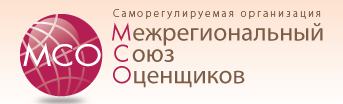 Саморегулируемая организация
МСО
Межрегиональный
Союз
Оценщиков